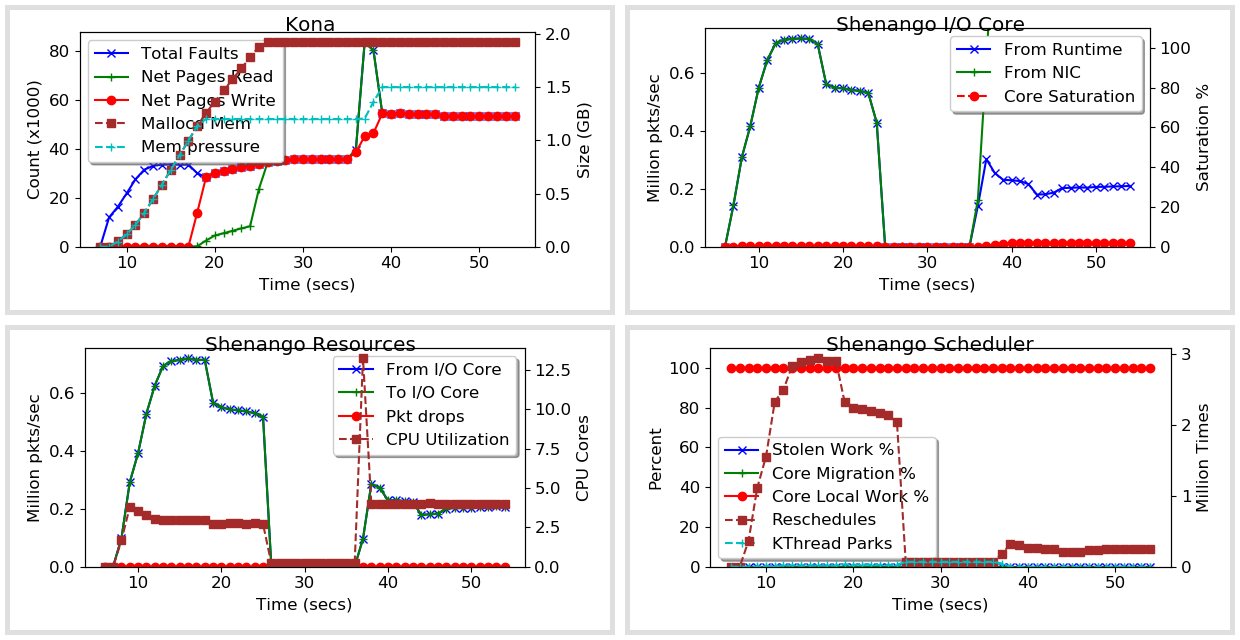 Kona
Total Faults
Net Pages Read
Net Pages Write
Malloc'd Mem
Mem pressure
Count (x1000)
Size (GB)
0 20 40 60 80
0.0 0.5 1.0 1.5 2.0
10 20 30 40 50
Time (secs)
Shenango I/O Core
From Runtime
From NIC
Core Saturation
Million pkts/sec
Saturation %
0.0 0.2 0.4 0.6
0 20 40 60 80 100
10 20 30 40 50
Time (secs)
Shenango Resources
From I/O Core
To I/O Core
Pkt drops
CPU Utilization
Million pkts/sec
CPU Cores
0.0 0.2 0.4 0.6
0.0 2.5 5.0 7.5 10.0 12.5
10 20 30 40 50
Time (secs)
Shenango Scheduler
Stolen Work %
Core Migration %
Core Local Work %
Reschedules
KThread Parks
Percent
Million Times
0 20 40 60 80 100
0 1 2 3
10 20 30 40 50
Time (secs)